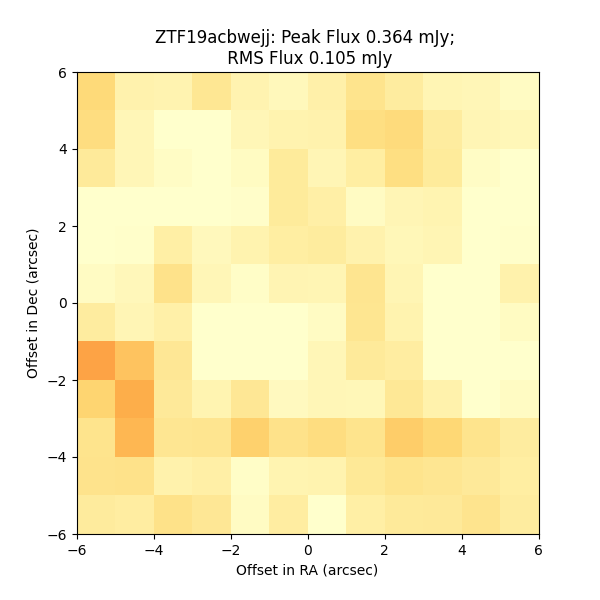 ZTF19acbwejj: Peak Flux 0.364 mJy;
RMS Flux 0.105 mJy
6
4
2
0
−2
−4
−6
Offset in Dec (arcsec)
−6 −4 −2 0 2 4 6
Offset in RA (arcsec)